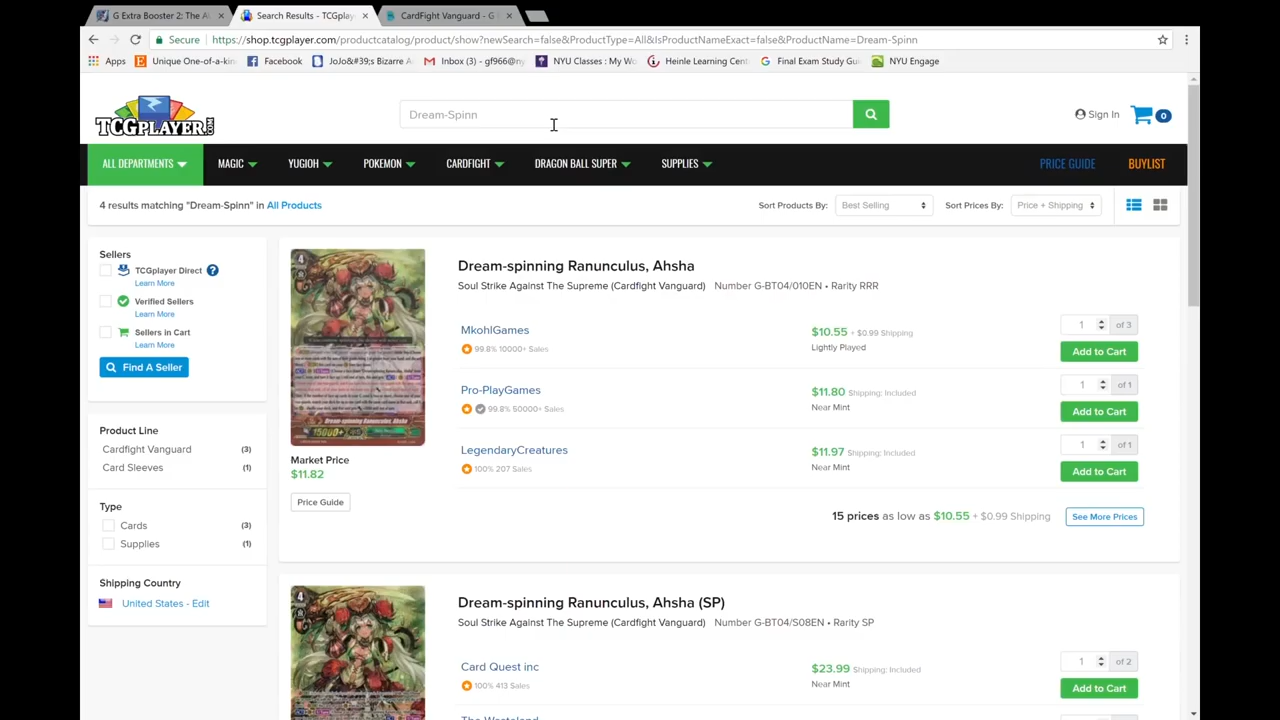 G Extra Booster 2: The A
Search Results - TCGplay
CardFight Vanguard - G
Secure
https://shop.tcgplayer.com/productcatalog/product/show?newSearch=false&ProductType=All&IsProductNameExact=false&ProductName=Dream-Spinn
Apps
Unique One-of-a-kin
Facebook
JoJo&#39;s Bizarre A
Inbox (3) - gf966@ny
NYU Classes : My Wo
Heinle Learning Cent
Final Exam Study Gui
NYU Engage
TCGPLAYER.COM
Dream-Spinn
Sign In
0
ALL DEPARTMENTS
MAGIC
YUGIOH
POKEMON
CARDFIGHT
DRAGON BALL SUPER
SUPPLIES
PRICE GUIDE
BUYLIST
4 results matching "Dream-Spinn" in All Products
Sort Products By:
Best Selling
Sort Prices By:
Price + Shipping
Sellers
TCGplayer Direct
Learn More
Verified Sellers
Learn More
Sellers in Cart
Learn More
Find A Seller
Product Line
Cardfight Vanguard (3)
Card Sleeves (1)
Type
Cards (3)
Supplies (1)
Shipping Country
United States - Edit
4
Dream-spinning Ranunculus, Ahsha
15000+
Market Price
$11.82
Price Guide
Dream-spinning Ranunculus, Ahsha
Soul Strike Against The Supreme (Cardfight Vanguard) Number G-BT04/010EN • Rarity RRR
MkohlGames
99.8% 10000+ Sales
$10.55 + $0.99 Shipping
Lightly Played
1 of 3
Add to Cart
Pro-PlayGames
99.8% 50000+ Sales
$11.80 Shipping: Included
Near Mint
1 of 1
Add to Cart
LegendaryCreatures
100% 207 Sales
$11.97 Shipping: Included
Near Mint
1 of 1
Add to Cart
15 prices as low as $10.55 + $0.99 Shipping
See More Prices
4
Dream-spinning Ranunculus, Ahsha (SP)
Soul Strike Against The Supreme (Cardfight Vanguard) Number G-BT04/S08EN • Rarity SP
Card Quest inc
100% 413 Sales
$23.99 Shipping: Included
Near Mint
1 of 2
Add to Cart
The Wasteland